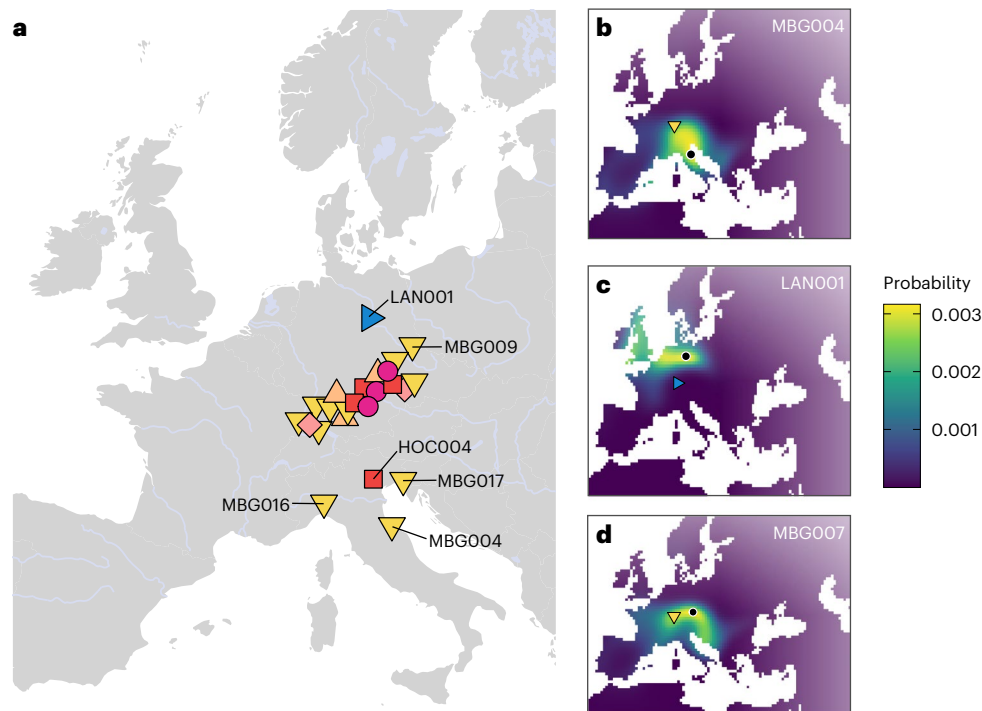 a
LAN001
MBG009
HOC004
MBG017
MBG016
MBG004
b
MBG004
c
LAN001
d
MBG007
Probability
0.003
0.002
0.001